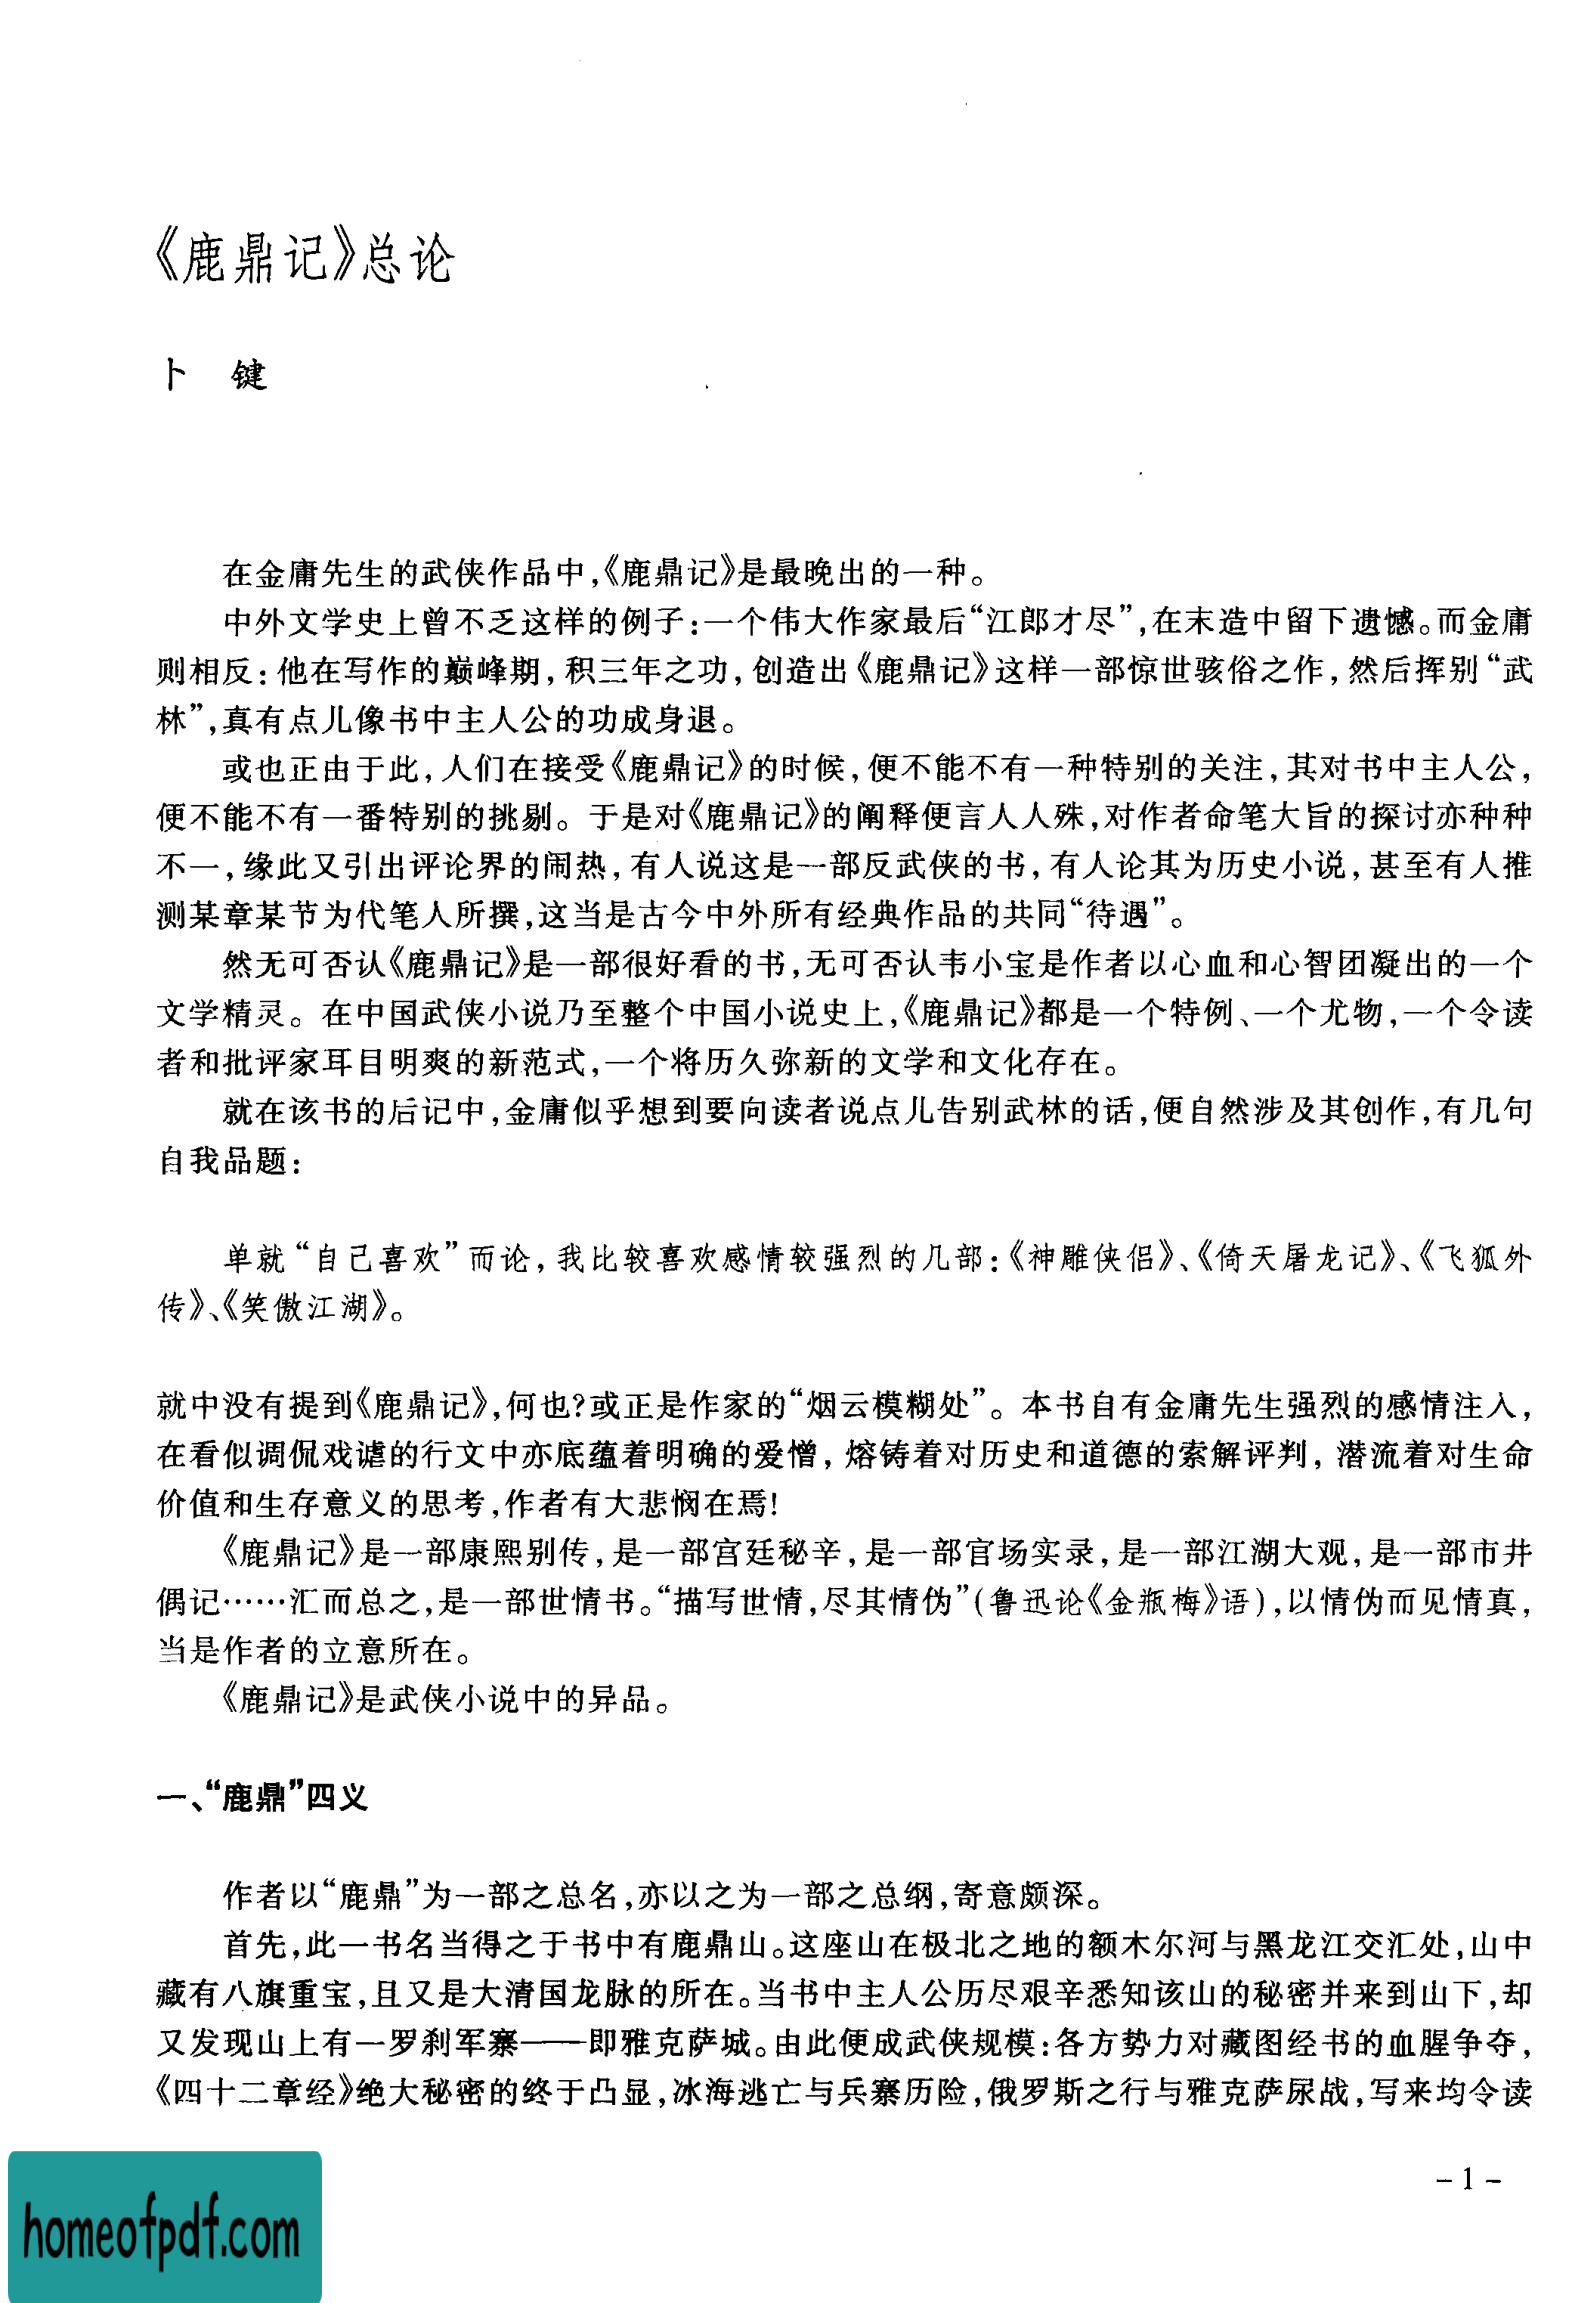 《鹿鼎记》总论
卜　键
在金庸先生的武侠作品中,《鹿鼎记》是最晚出的一种。
中外文学史上曾不乏这样的例子:一个伟大作家最后“江郎才尽”,在末造中留下遗憾。而金庸
则相反:他在写作的巅峰期,积三年之功,创造出《鹿鼎记》这样一部惊世骇俗之作,然后挥别“武
林”,真有点儿像书中主人公的功成身退。
或也正由于此,人们在接受《鹿鼎记》的时候,便不能不有一种特别的关注,其对书中主人公,
便不能不有一番特别的挑剔。于是对《鹿鼎记》的阐释便言人人殊,对作者命笔大旨的探讨亦种种
不一,缘此又引出评论界的闹热,有人说这是一部反武侠的书,有人论其为历史小说,甚至有人推
测某章某节为代笔人所撰,这当是古今中外所有经典作品的共同“待遇”。
然无可否认《鹿鼎记》是一部很好看的书,无可否认韦小宝是作者以心血和心智团凝出的一个
文学精灵。在中国武侠小说乃至整个中国小说史上,《鹿鼎记》都是一个特例、一个尤物,一个令读
者和批评家耳目明爽的新范式,一个将历久弥新的文学和文化存在。
就在该书的后记中,金庸似乎想到要向读者说点儿告别武林的话,便自然涉及其创作,有几句
自我品题:
单就“自己喜欢”而论,我比较喜欢感情较强烈的几部:《神雕侠侣》、《倚天屠龙记》、《飞狐外
传》、《笑傲江湖》。
就中没有提到《鹿鼎记》,何也?或正是作家的“烟云模糊处”。本书自有金庸先生强烈的感情注入,
在看似调侃戏谑的行文中亦底蕴着明确的爱憎,熔铸着对历史和道德的索解评判,潜流着对生命
价值和生存意义的思考,作者有大悲悯在焉!
《鹿鼎记》是一部康熙别传,是一部宫廷秘辛,是一部官场实录,是一部江湖大观,是一部市井
偶记……汇而总之,是一部世情书。“描写世情,尽其情伪”(鲁迅论《金瓶梅》语),以情伪而见情真,
当是作者的立意所在。
《鹿鼎记》是武侠小说中的异品。
一、“鹿鼎”四义
作者以“鹿鼎”为一部之总名,亦以之为一部之总纲,寄意颇深。
首先,此一书名当得之于书中有鹿鼎山。这座山在极北之地的额木尔河与黑龙江交汇处,山中
藏有八旗重宝,且又是大清国龙脉的所在。当书中主人公历尽艰辛悉知该山的秘密并来到山下,却
又发现山上有一罗刹军寨——即雅克萨城。由此便成武侠规模:各方势力对藏图经书的血腥争夺,
《四十二章经》绝大秘密的终于凸显,冰海逃亡与兵寨历险,俄罗斯之行与雅克萨尿战,写来均令读
- 1 -
homeofpdf.com